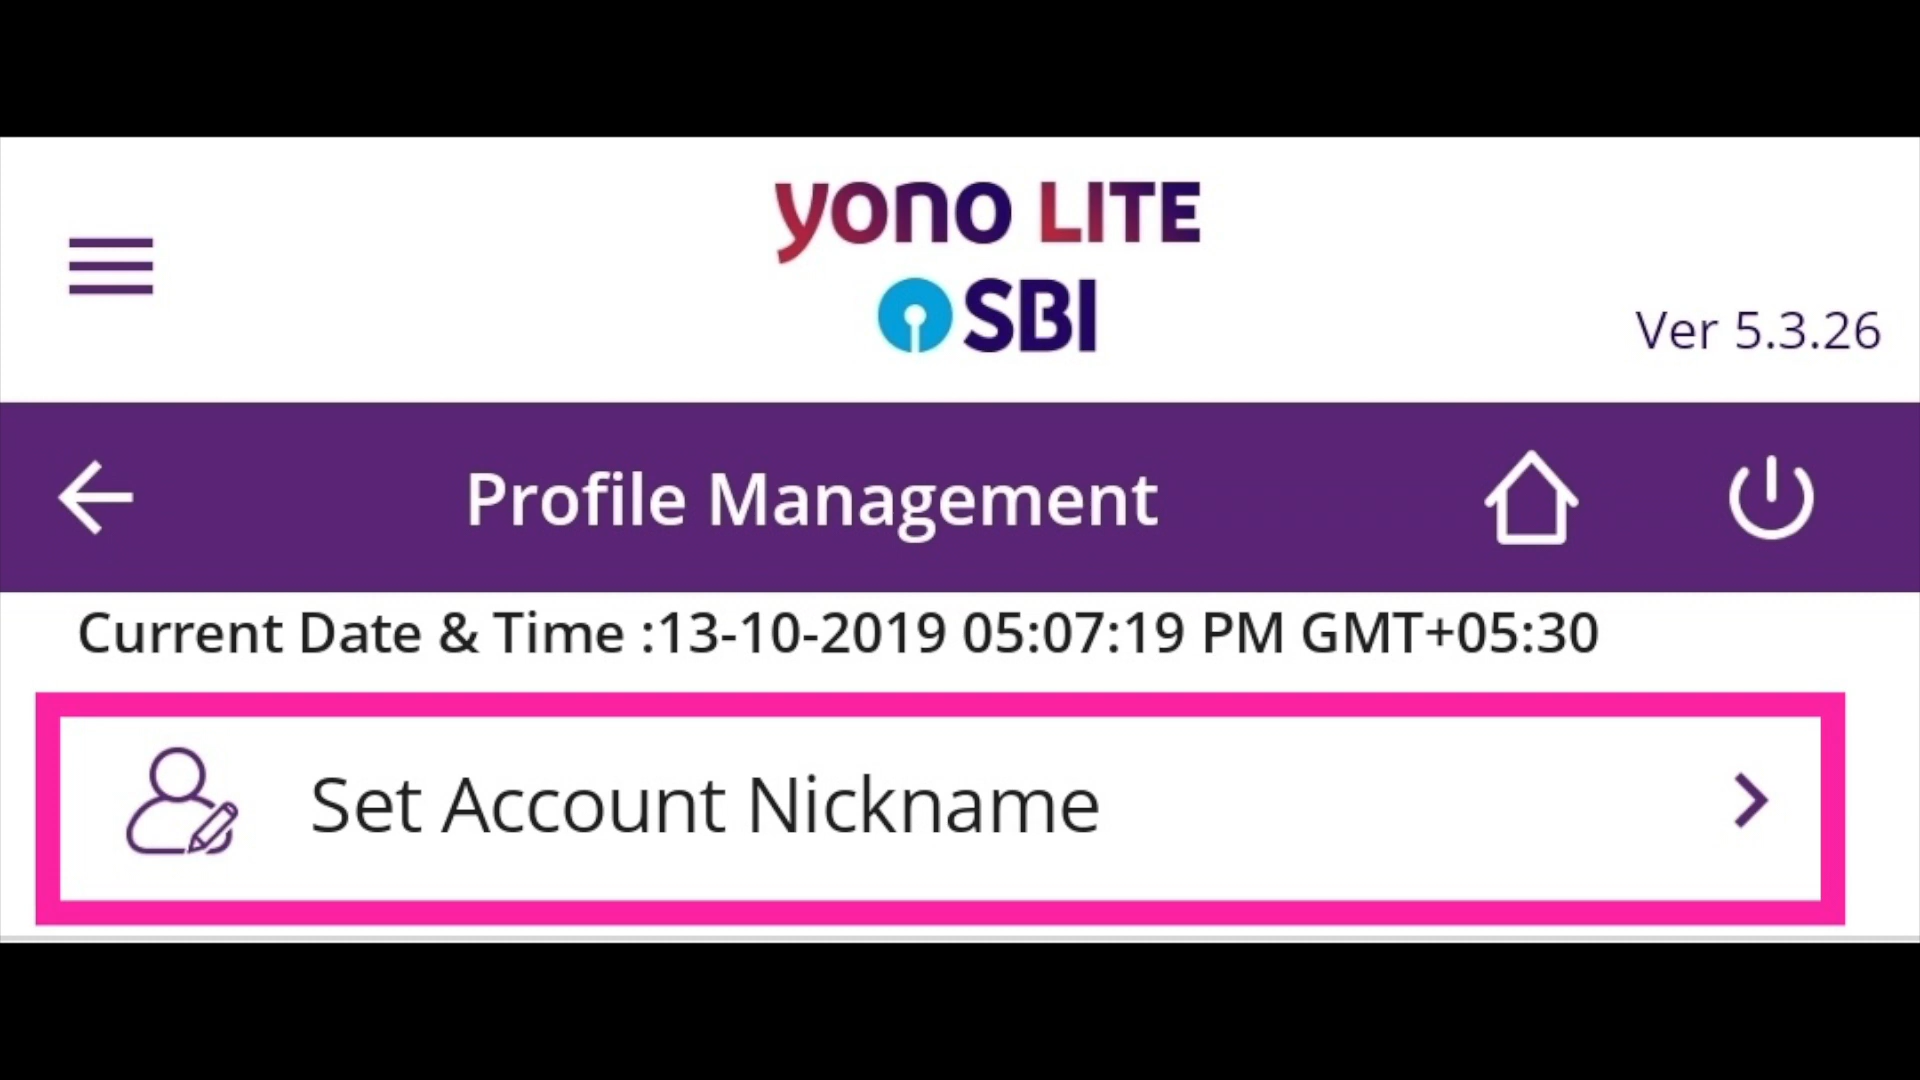 yono LITE
SBI
Ver 5.3.26
Profile Management
Current Date & Time :13-10-2019 05:07:19 PM GMT+05:30
Set Account Nickname